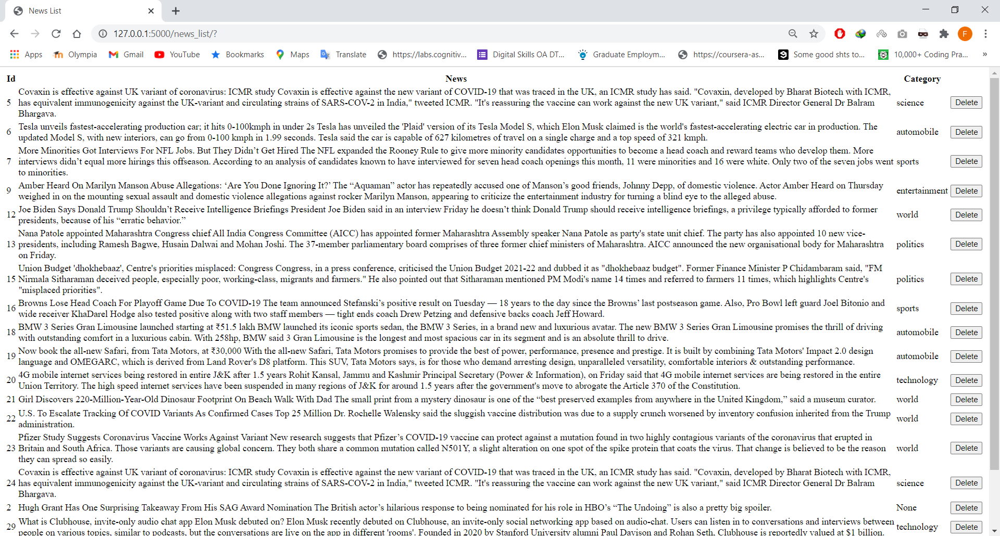 News List
127.0.0.1:5000/news_list/?
F
Apps Olympia Gmail YouTube Bookmarks Maps Translate https://labs.cognitiv... Digital Skills OA DT... Graduate Employm... https://coursera-as... Some good shts to... 10,000+ Coding Pra... »
Id News Category
Covaxin is effective against UK variant of coronavirus: ICMR study Covaxin is effective against the new variant of COVID-19 that was traced in the UK, an ICMR study has said. "Covaxin, developed by Bharat Biotech with ICMR,
5 has equivalent immunogenicity against the UK-variant and circulating strains of SARS-COV-2 in India," tweeted ICMR. "It's reassuring the vaccine can work against the new UK variant," said ICMR Director General Dr Balram science Delete
Bhargava.
Tesla unveils fastest-accelerating production car; it hits 0-100kmph in under 2s Tesla has unveiled the 'Plaid' version of its Tesla Model S, which Elon Musk claimed is the world's fastest-accelerating electric car in production. The
6 automobile Delete
updated Model S, with new interiors, can go from 0-100 kmph in 1.99 seconds. Tesla said the car is capable of 627 kilometres of travel on a single charge and a top speed of 321 kmph.
More Minorities Got Interviews For NFL Jobs. But They Didn’t Get Hired The NFL expanded the Rooney Rule to give more minority candidates opportunities to become a head coach and reward teams who develop them. More
7 interviews didn’t equal more hirings this offseason. According to an analysis of candidates known to have interviewed for seven head coach openings this month, 11 were minorities and 16 were white. Only two of the seven jobs went sports Delete
to minorities.
Amber Heard On Marilyn Manson Abuse Allegations: ‘Are You Done Ignoring It?’ The “Aquaman” actor has repeatedly accused one of Manson’s good friends, Johnny Depp, of domestic violence. Actor Amber Heard on Thursday
9 entertainment Delete
weighed in on the mounting sexual assault and domestic violence allegations against rocker Marilyn Manson, appearing to criticize the entertainment industry for turning a blind eye to the alleged abuse.
Joe Biden Says Donald Trump Shouldn’t Receive Intelligence Briefings President Joe Biden said in an interview Friday he doesn’t think Donald Trump should receive intelligence briefings, a privilege typically afforded to former
12 world Delete
presidents, because of his “erratic behavior.”
Nana Patole appointed Maharashtra Congress chief All India Congress Committee (AICC) has appointed former Maharashtra Assembly speaker Nana Patole as party's state unit chief. The party has also appointed 10 new vice-
13 presidents, including Ramesh Bagwe, Husain Dalwai and Mohan Joshi. The 37-member parliamentary board comprises of three former chief ministers of Maharashtra. AICC announced the new organisational body for Maharashtra politics Delete
on Friday.
Union Budget 'dhokhebaaz', Centre's priorities misplaced: Congress Congress, in a press conference, criticised the Union Budget 2021-22 and dubbed it as "dhokhebaaz budget". Former Finance Minister P Chidambaram said, "FM
15 Nirmala Sitharaman deceived people, especially poor, working-class, migrants and farmers." He also pointed out that Sitharaman mentioned PM Modi's name 14 times and referred to farmers 11 times, which highlights Centre's politics Delete
"misplaced priorities".
Browns Lose Head Coach For Playoff Game Due To COVID-19 The team announced Stefanski’s positive result on Tuesday — 18 years to the day since the Browns’ last postseason game. Also, Pro Bowl left guard Joel Bitonio and
16 sports Delete
wide receiver KhaDarel Hodge also tested positive along with two staff members — tight ends coach Drew Petzing and defensive backs coach Jeff Howard.
BMW 3 Series Gran Limousine launched starting at ₹51.5 lakh BMW launched its iconic sports sedan, the BMW 3 Series, in a brand new and luxurious avatar. The new BMW 3 Series Gran Limousine promises the thrill of driving
18 automobile Delete
with outstanding comfort in a luxurious cabin. With 258hp, BMW said 3 Gran Limousine is the longest and most spacious car in its segment and is an absolute thrill to drive.
Now book the all-new Safari, from Tata Motors, at ₹30,000 With the all-new Safari, Tata Motors promises to provide the best of power, performance, presence and prestige. It is built by combining Tata Motors' Impact 2.0 design
19 automobile Delete
language and OMEGARC, which is derived from Land Rover's D8 platform. This SUV, Tata Motors says, is for those who demand arresting design, unparalleled versatility, comfortable interiors & outstanding performance.
4G mobile internet services being restored in entire J&K after 1.5 years Rohit Kansal, Jammu and Kashmir Principal Secretary (Power & Information), on Friday said that 4G mobile internet services are being restored in the entire
20 technology Delete
Union Territory. The high speed internet services have been suspended in many regions of J&K for around 1.5 years after the government's move to abrogate the Article 370 of the Constitution.
21 Girl Discovers 220-Million-Year-Old Dinosaur Footprint On Beach Walk With Dad The small print from a mystery dinosaur is one of the “best preserved examples from anywhere in the United Kingdom,” said a museum curator. world Delete
U.S. To Escalate Tracking Of COVID Variants As Confirmed Cases Top 25 Million Dr. Rochelle Walensky said the sluggish vaccine distribution was due to a supply crunch worsened by inventory confusion inherited from the Trump
22 world Delete
administration.
Pfizer Study Suggests Coronavirus Vaccine Works Against Variant New research suggests that Pfizer’s COVID-19 vaccine can protect against a mutation found in two highly contagious variants of the coronavirus that erupted in
23 Britain and South Africa. Those variants are causing global concern. They both share a common mutation called N501Y, a slight alteration on one spot of the spike protein that coats the virus. That change is believed to be the reason world Delete
they can spread so easily.
Covaxin is effective against UK variant of coronavirus: ICMR study Covaxin is effective against the new variant of COVID-19 that was traced in the UK, an ICMR study has said. "Covaxin, developed by Bharat Biotech with ICMR,
24 has equivalent immunogenicity against the UK-variant and circulating strains of SARS-COV-2 in India," tweeted ICMR. "It's reassuring the vaccine can work against the new UK variant," said ICMR Director General Dr Balram science Delete
Bhargava.
2 Hugh Grant Has One Surprising Takeaway From His SAG Award Nomination The British actor’s hilarious response to being nominated for his role in HBO’s “The Undoing” is also a pretty big spoiler. None Delete
What is Clubhouse, invite-only audio chat app Elon Musk debuted on? Elon Musk recently debuted on Clubhouse, an invite-only social networking app based on audio-chat. Users can listen in to conversations and interviews between
29 technology Delete
people on various topics, similar to podcasts, but the conversations are live on the app in different 'rooms'. Founded in 2020 by Stanford University alumni Paul Davison and Rohan Seth, Clubhouse is reportedly valued at $1 billion.